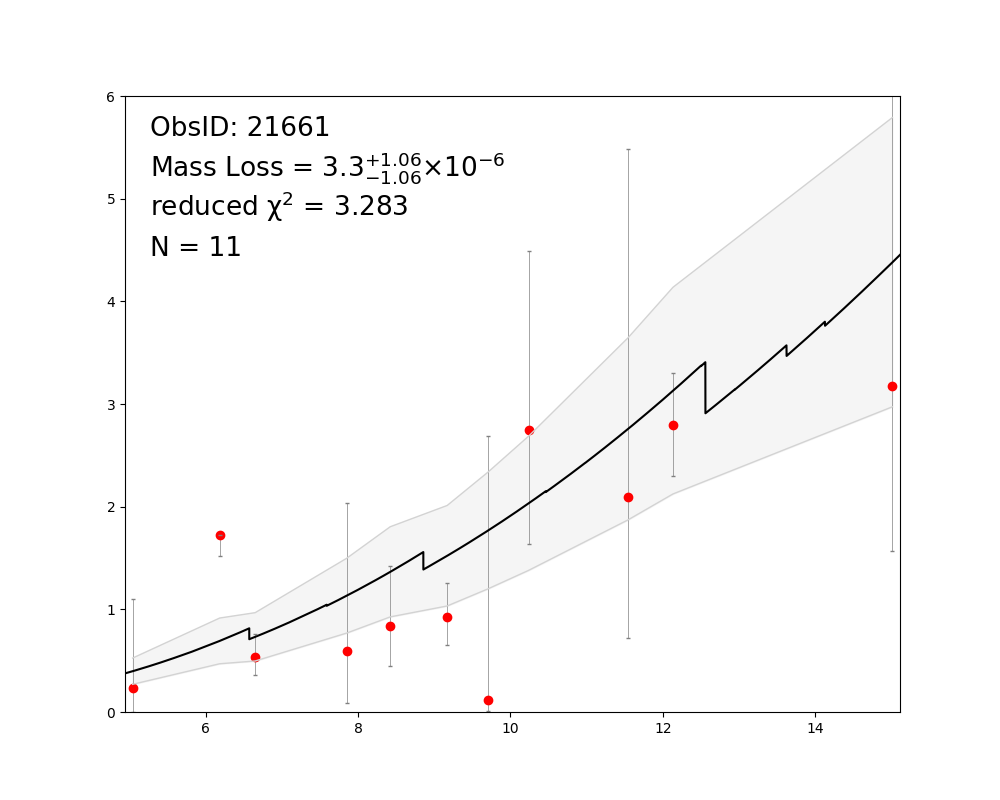 ObsID: 21661
Mass Loss = 3.3$^{+1.06}_{-1.06}$×10$^{-6}$
reduced χ$^{2}$ = 3.283
N = 11
6
5
4
3
2
1
0
6 8 10 12 14